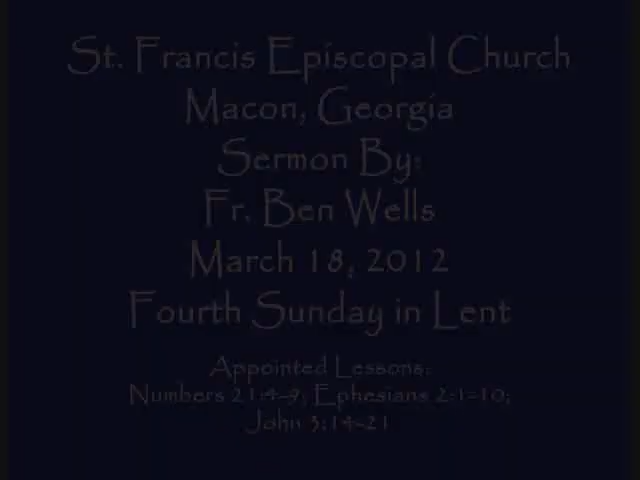 St. Francis Episcopal Church
Macon, Georgia
Sermon By:
Fr. Ben Wells
March 18, 2012
Fourth Sunday in Lent
Appointed Lessons:
Numbers 21:4-9; Ephesians 2:1-10;
John 3:14-21